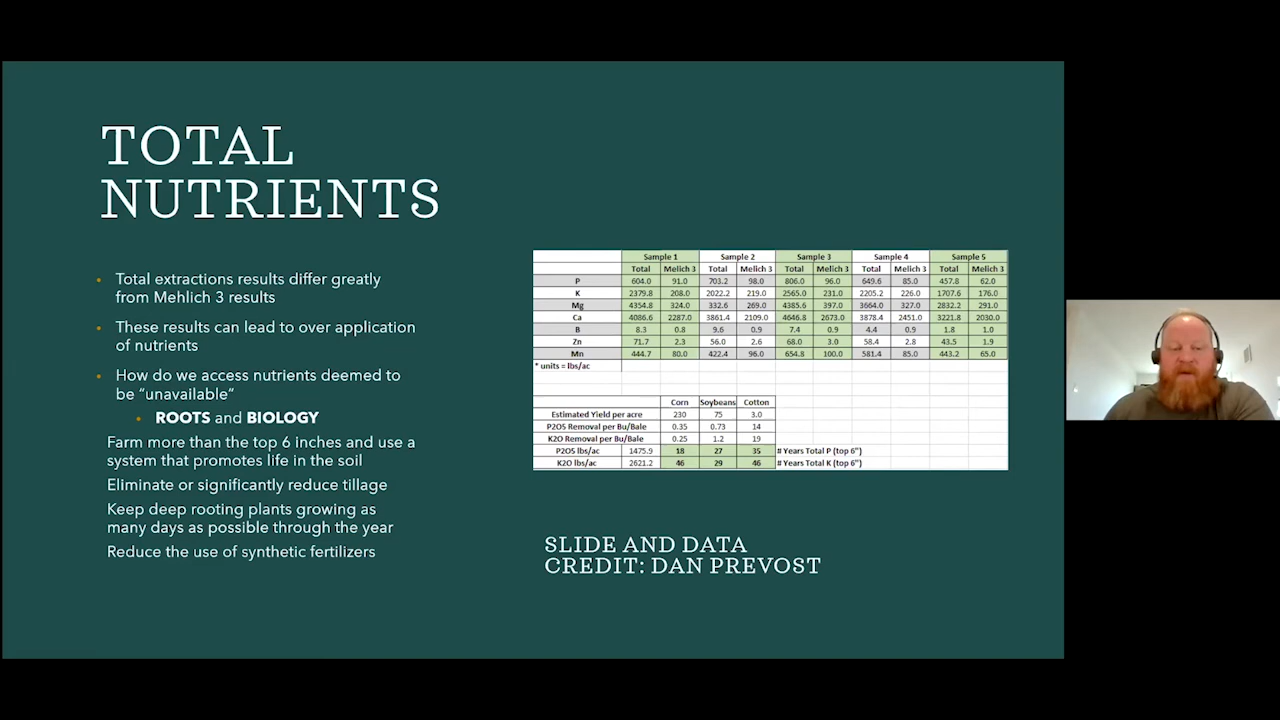 TOTAL
NUTRIENTS
• Total extractions results differ greatly
from Mehlich 3 results
• These results can lead to over application
of nutrients
• How do we access nutrients deemed to
be “unavailable”
• ROOTS and BIOLOGY
Farm more than the top 6 inches and use a
system that promotes life in the soil
Eliminate or significantly reduce tillage
Keep deep rooting plants growing as
many days as possible through the year
Reduce the use of synthetic fertilizers
Sample 1 Sample 2 Sample 3 Sample 4 Sample 5
Total Melich 3 Total Melich 3 Total Melich 3 Total Melich 3 Total Melich 3
P 604.0 91.0 703.2 98.0 806.0 96.0 649.6 85.0 457.8 62.0
K 2379.8 208.0 2022.2 219.0 2565.0 231.0 2205.2 226.0 1707.6 176.0
Mg 4354.8 324.0 332.6 269.0 4385.6 397.0 3664.0 327.0 2832.2 291.0
Ca 4086.6 2287.0 3861.4 2109.0 4646.8 2673.0 3878.4 2451.0 3221.8 2030.0
B 8.3 0.8 9.6 0.9 7.4 0.9 4.4 0.9 1.8 1.0
Zn 71.7 2.3 56.0 2.6 68.0 3.0 58.4 2.8 43.5 1.9
Mn 444.7 80.0 422.4 96.0 654.8 100.0 581.4 85.0 443.2 65.0
* units = lbs/ac
Corn Soybeans Cotton
Estimated Yield per acre 230 75 3.0
P2O5 Removal per Bu/Bale 0.35 0.73 14
K2O Removal per Bu/Bale 0.25 1.2 19
P2O5 lbs/ac 1475.9 18 27 35 # Years Total P (top 6")
K2O lbs/ac 2621.2 46 29 46 # Years Total K (top 6")
SLIDE AND DATA
CREDIT: DAN PREVOST